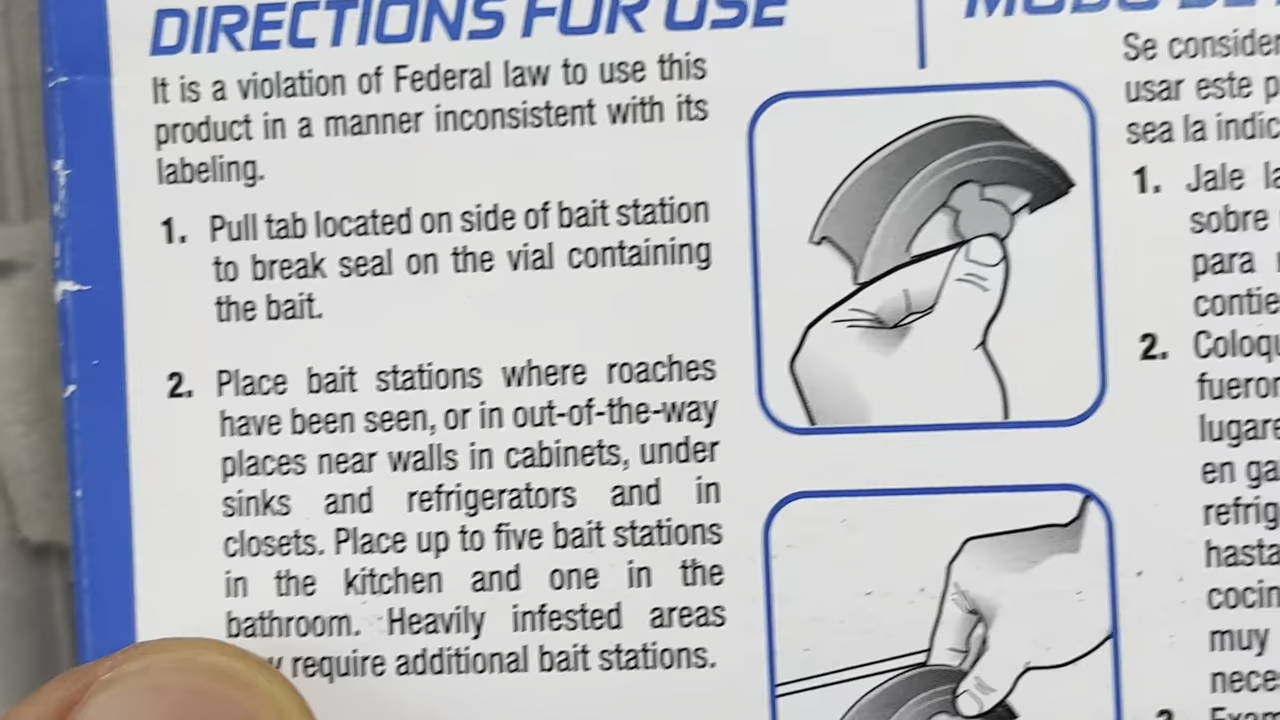 DIRECTIONS FOR USE
It is a violation of Federal law to use this
product in a manner inconsistent with its
labeling.
1. Pull tab located on side of bait station
to break seal on the vial containing
the bait.
2. Place bait stations where roaches
have been seen, or in out-of-the-way
places near walls in cabinets, under
sinks and refrigerators and in
closets. Place up to five bait stations
in the kitchen and one in the
bathroom. Heavily infested areas
require additional bait stations.
MODO DE
Se consider
usar este p
sea la indic
1. Jale la
sobre
para
contie
2. Coloqu
fueron
lugare
en ga
refrig
hasta
cocin
muy
nece
3. Exam